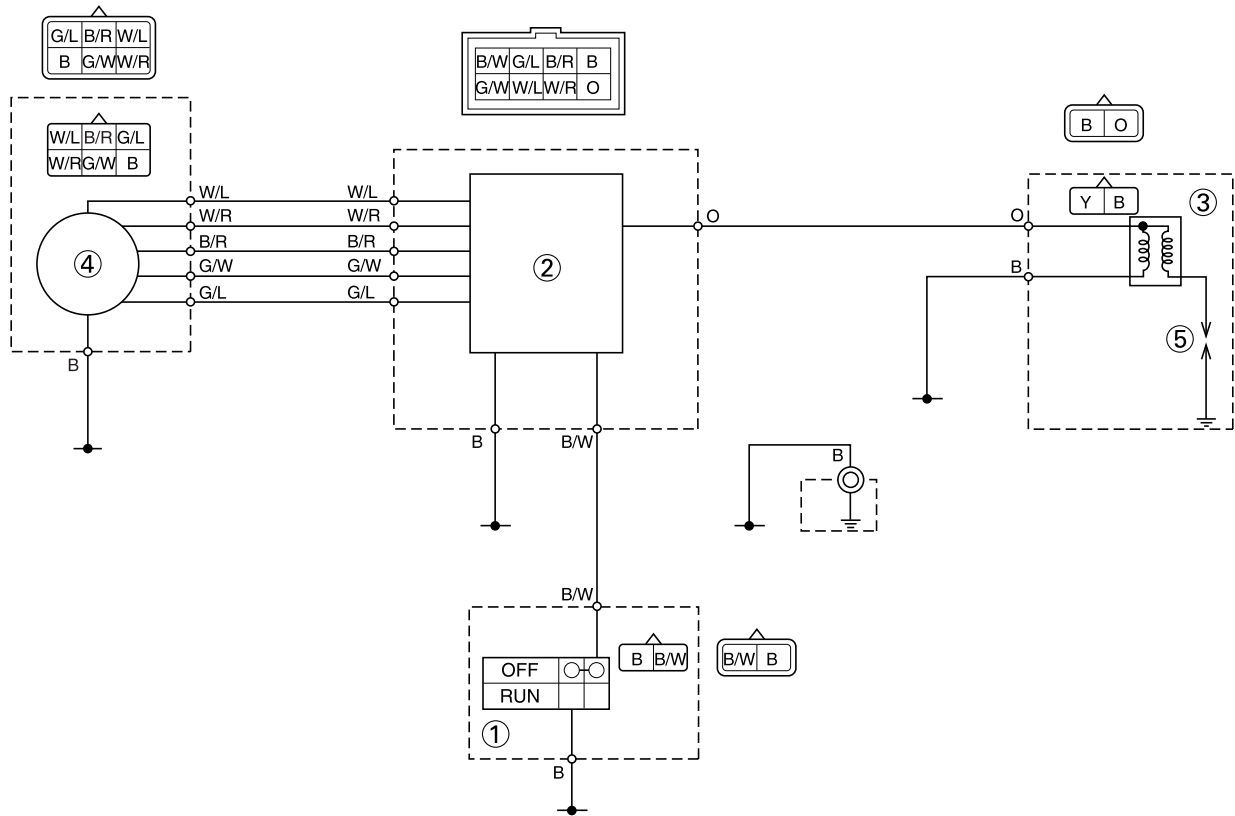 G/L B/R W/L
B G/W W/R
B/W G/L B/R B
G/W W/L W/R O
B O
W/L B/R G/L
W/R G/W B
Y B
③
W/L W/L
W/R W/R
O O
B/R B/R
G/W G/W
B
G/L G/L
④
②
⑤
B
B B/W
B
B/W
B B/W
B/W B
OFF
RUN
①
B